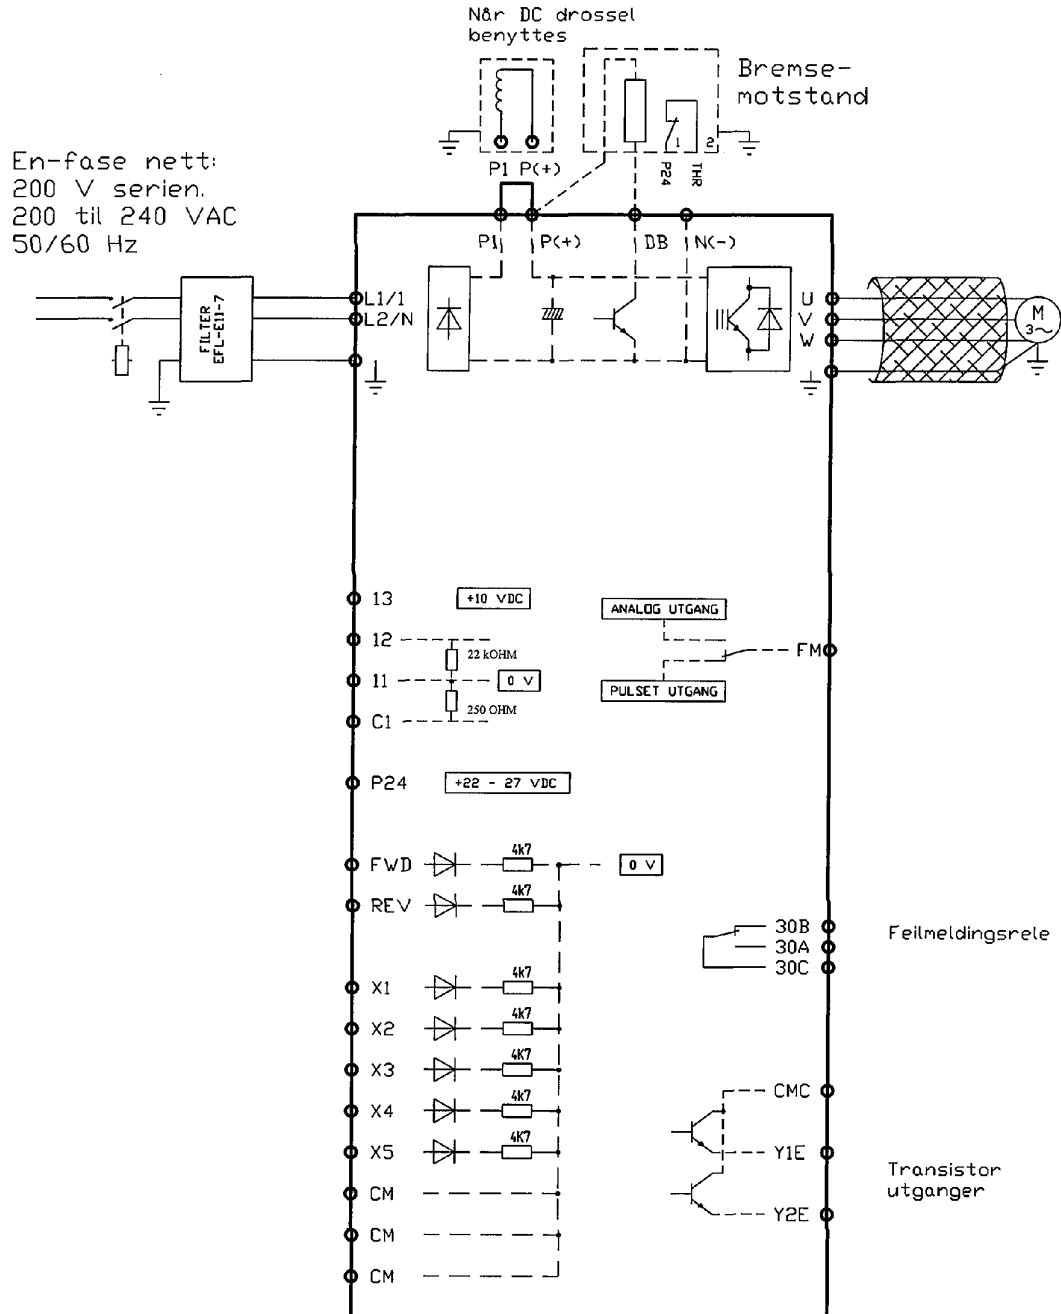 Når DC drossel
benyttes
Bremse-
motstand
1
2
P1 P(+)
P24
THR
En-fase nett:
200 V serien.
200 til 240 VAC
50/60 Hz
P1
P(+)
DB
N(-)
FILTER
EFL-E11-7
L1/1
L2/N
U
V
W
M
3~
13
+10 VDC
12
22 kOHM
11
0 V
250 OHM
C1
ANALOG UTGANG
FM
PULSET UTGANG
P24
+22 - 27 VDC
FWD
4k7
0 V
REV
4k7
30B
30A
30C
Feilmeldingsrele
X1
4k7
X2
4k7
X3
4K7
X4
4K7
X5
4K7
CM
CM
CM
CMC
Y1E
Y2E
Transistor
utganger